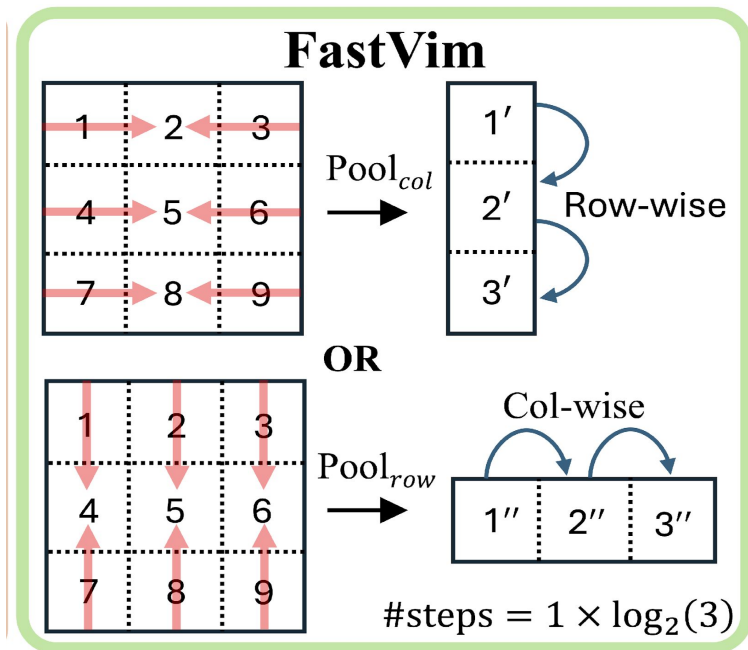 FastVim
1 2 3
4 5 6
7 8 9
Pool_col
1′
2′
3′
Row-wise
OR
1 2 3
4 5 6
7 8 9
Pool_row
Col-wise
1′′ 2′′ 3′′
#steps = 1 × log₂(3)